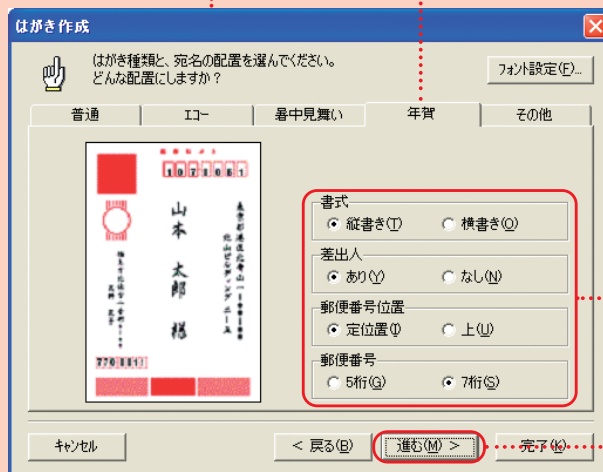 はがき作成
はがき種類と、宛名の配置を選んでください。
どんな配置にしますか？
フォント設定(F)...
普通
エコー
暑中見舞い
年賀
その他
1071061
山本 太郎 様
書式
縦書き(T)
横書き(O)
差出人
あり(Y)
なし(N)
郵便番号位置
定位置(I)
上(U)
郵便番号
5桁(G)
7桁(S)
キャンセル
< 戻る(B)
進む(M) >
完了(K)